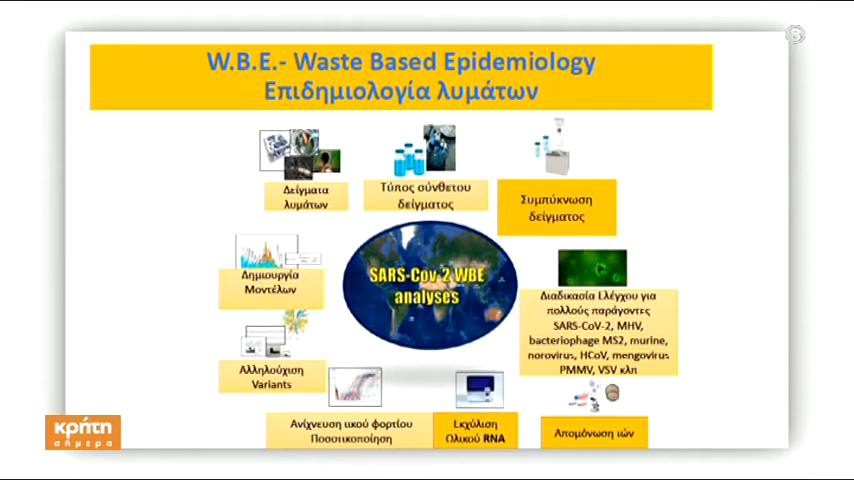 W.B.E.- Waste Based Epidemiology
Επιδημιολογία λυμάτων
Δείγματα
λυμάτων
Τύπος σύνθετου
δείγματος
Συμπύκνωση
δείγματος
Δημιουργία
Μοντέλων
SARS-Cov-2 WBE
analyses
Διαδικασία Ελέγχου για
πολλούς παράγοντες
SARS-CoV-2, MHV,
bacteriophage MS2, murine,
norovirus, HCoV, mengovirus
PMMV, VSV κλπ
Αλληλούχιση
Variants
Ανίχνευση ιικού φορτίου
Ποσοτικοποίηση
Εκχύλιση
Ολικού RNA
Απομόνωση ιών
κρήτη
σήμερα